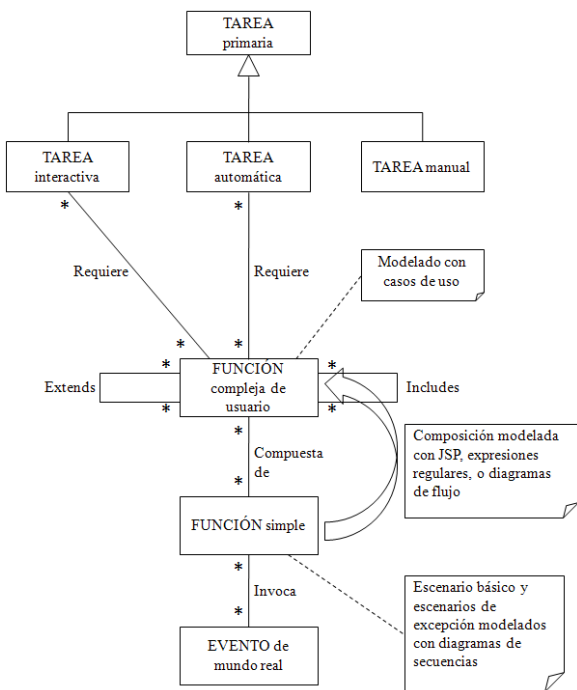 TAREA
primaria
TAREA
interactiva
TAREA
automática
TAREA manual
*
*
Requiere
Requiere
Modelado con
casos de uso
*
*
*
*
Extends
FUNCIÓN
compleja de
usuario
Includes
*
*
*
Compuesta
de
Composición modelada
con JSP, expresiones
regulares, o diagramas
de flujo
*
FUNCIÓN simple
*
Invoca
*
Escenario básico y
escenarios de
excepción modelados
con diagramas de
secuencias
EVENTO de
mundo real